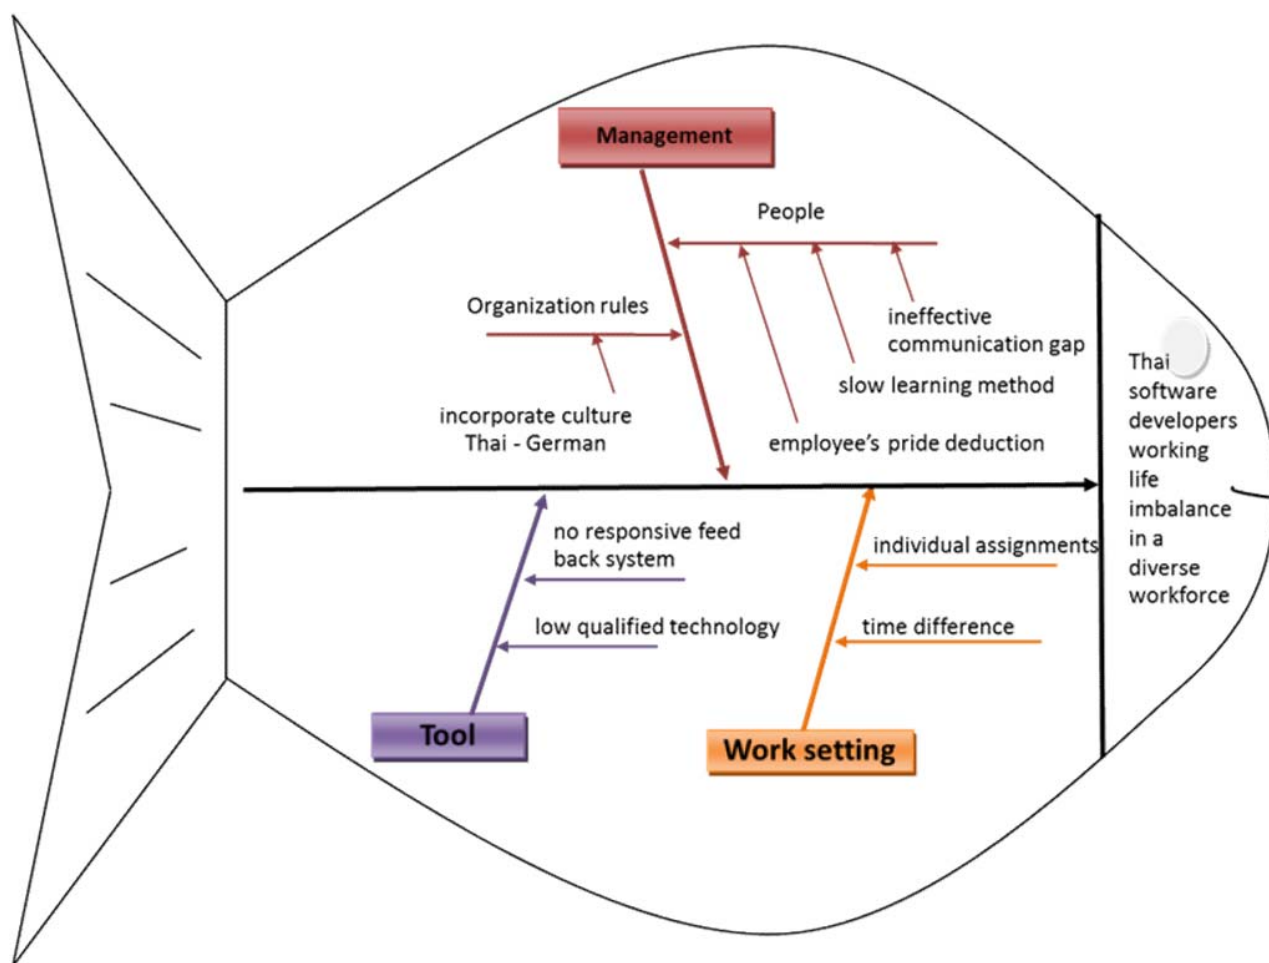 Management
People
Organization rules
ineffective
communication gap
slow learning method
incorporate culture
Thai - German
employee's pride deduction
Thai
software
developers
working
life
imbalance
in a
diverse
workforce
no responsive feed
back system
low qualified technology
individual assignments
time difference
Tool
Work setting